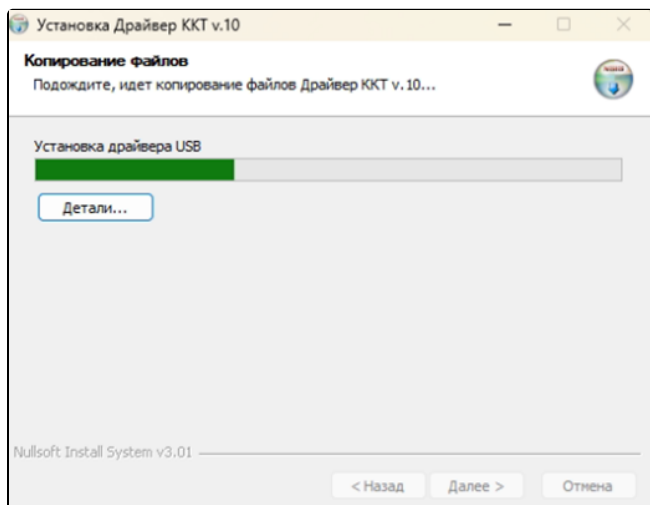 Установка Драйвер ККТ v.10
Копирование файлов
Подождите, идет копирование файлов Драйвер ККТ v.10...
Установка драйвера USB
Детали...
Nullsoft Install System v3.01
< Назад
Далее >
Отмена